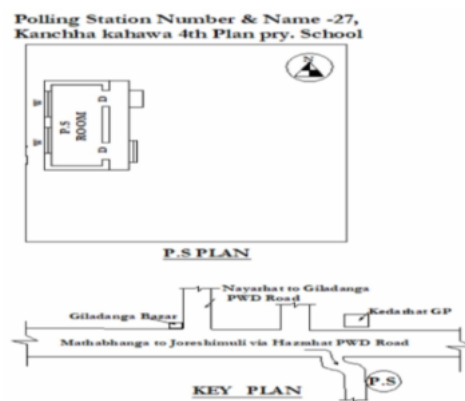 Polling Station Number & Name -27,
Kanchha kahawa 4th Plan pry. School
N
W
W
P.S
ROOM
D
D
P.S PLAN
Nayarhat to Giladanga
PWD Road
Giladanga Bazar
Kedarhat GP
Mathabhanga to Joreshimuli via Hazrahat PWD Road
P.S
KEY PLAN